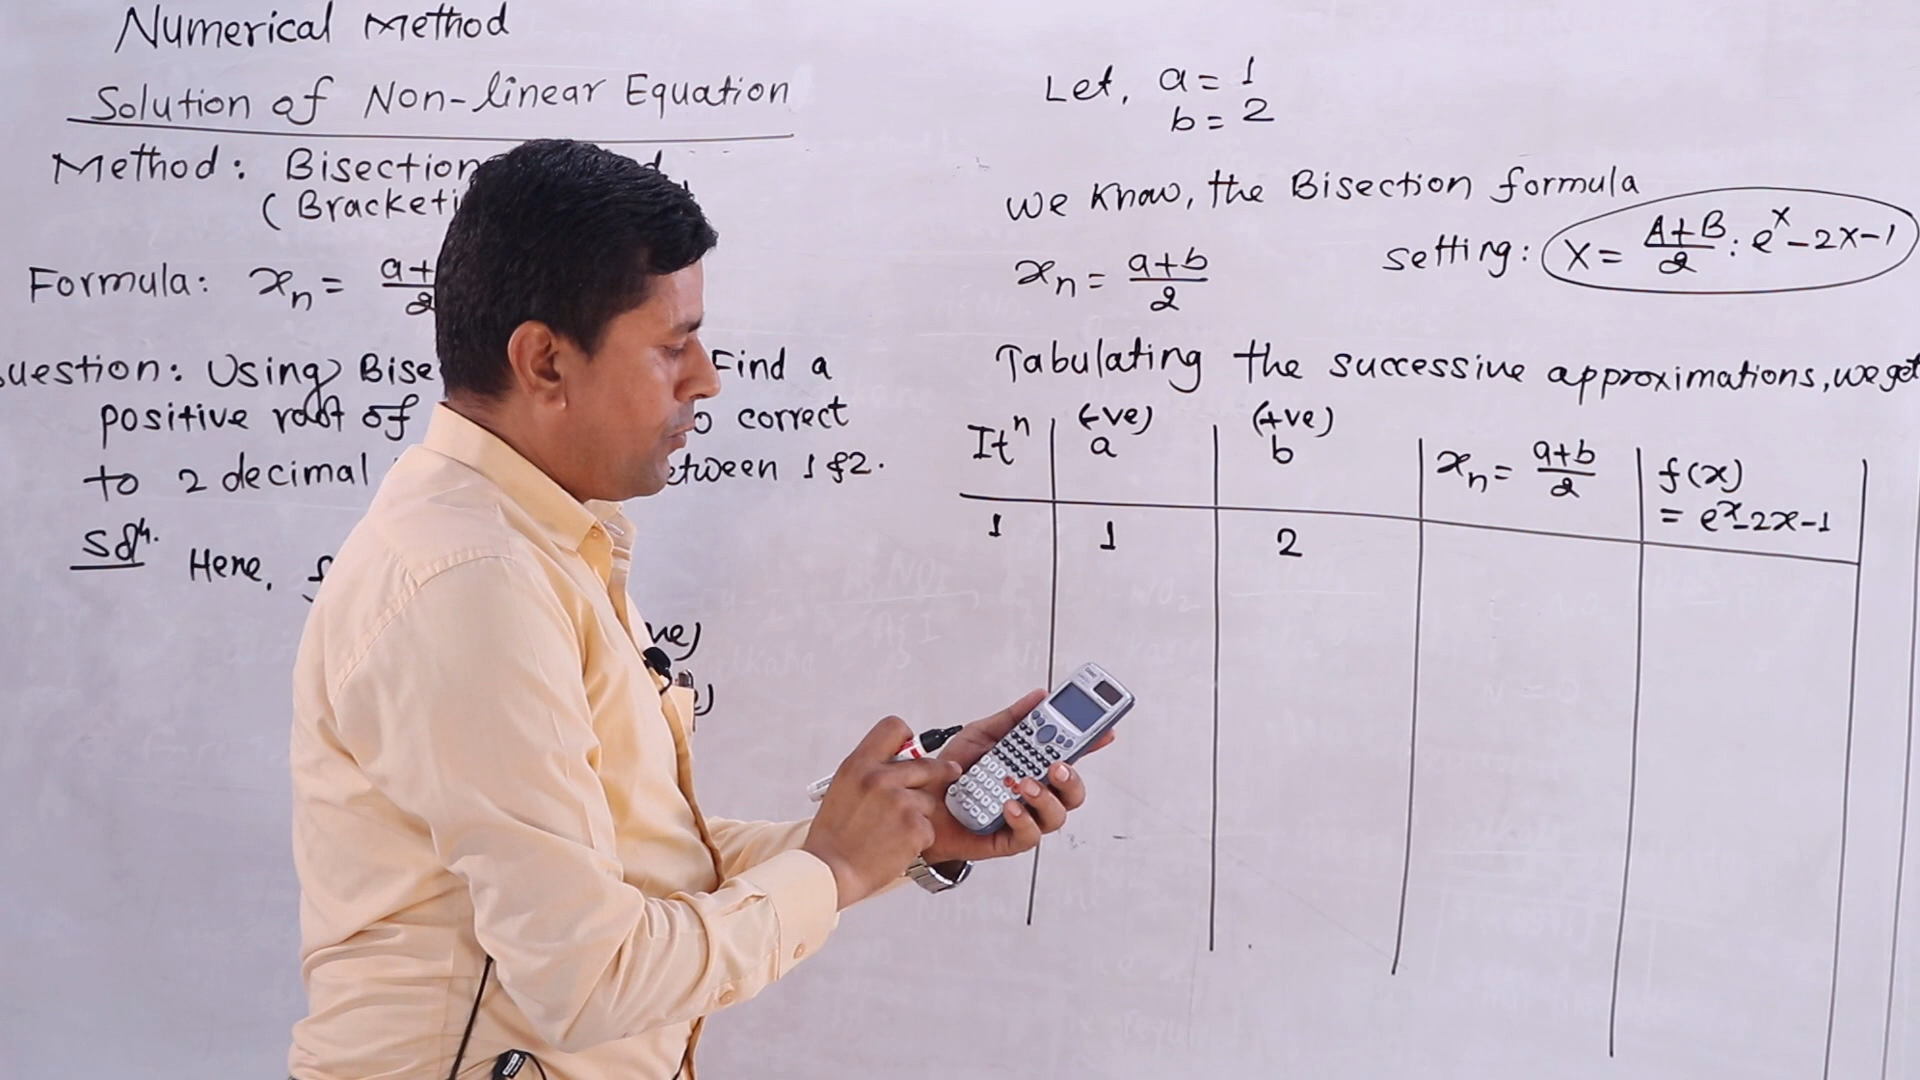 Numerical Method
Solution of Non-linear Equation
Method: Bisection
( Bracketi
Formula: xₙ = a+
2
uestion: Using Bise Find a
positive root of to correct
to 2 decimal etween 1 & 2.
Solⁿ. Here, f
ve)
)
Let, a = 1
b = 2
We Know, the Bisection formula
xₙ = a+b/2
setting: X = A+B/2 : eˣ-2x-1
Tabulating the successive approximations, we get
Itⁿ (-ve) a (+ve) b xₙ = a+b/2 f(x) = eˣ-2x-1
1 1 2